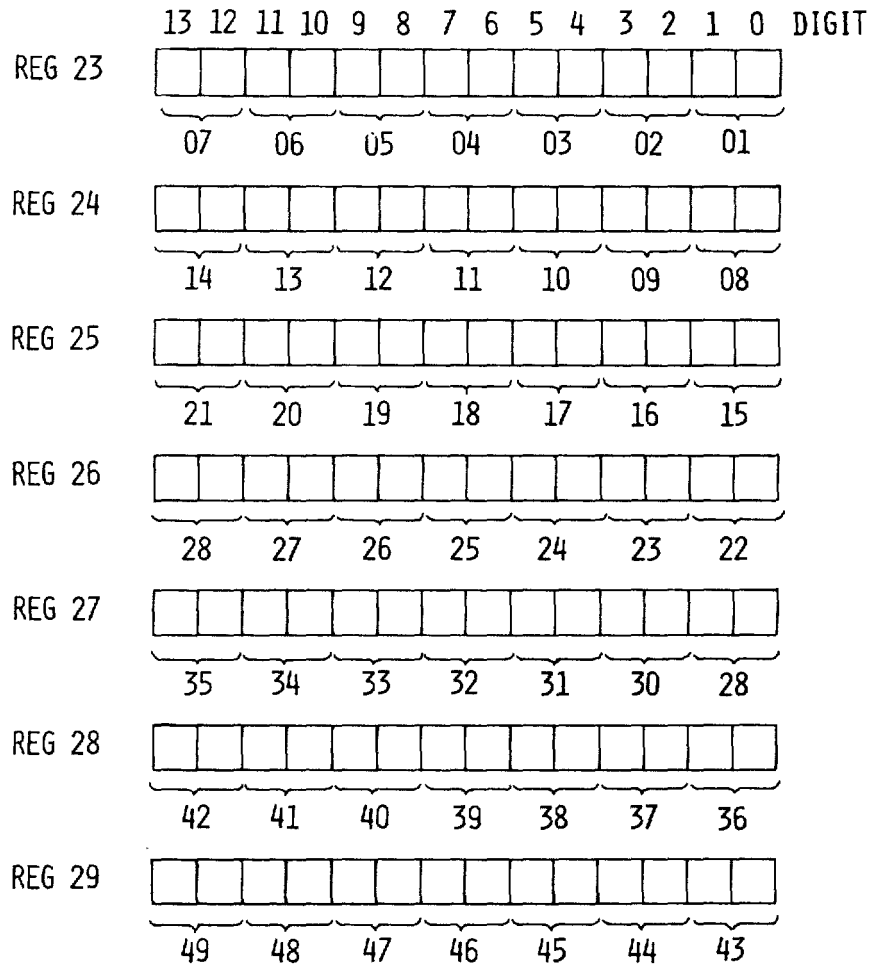 13 12 11 10 9 8 7 6 5 4 3 2 1 0 DIGIT
REG 23
07 06 05 04 03 02 01
REG 24
14 13 12 11 10 09 08
REG 25
21 20 19 18 17 16 15
REG 26
28 27 26 25 24 23 22
REG 27
35 34 33 32 31 30 28
REG 28
42 41 40 39 38 37 36
REG 29
49 48 47 46 45 44 43